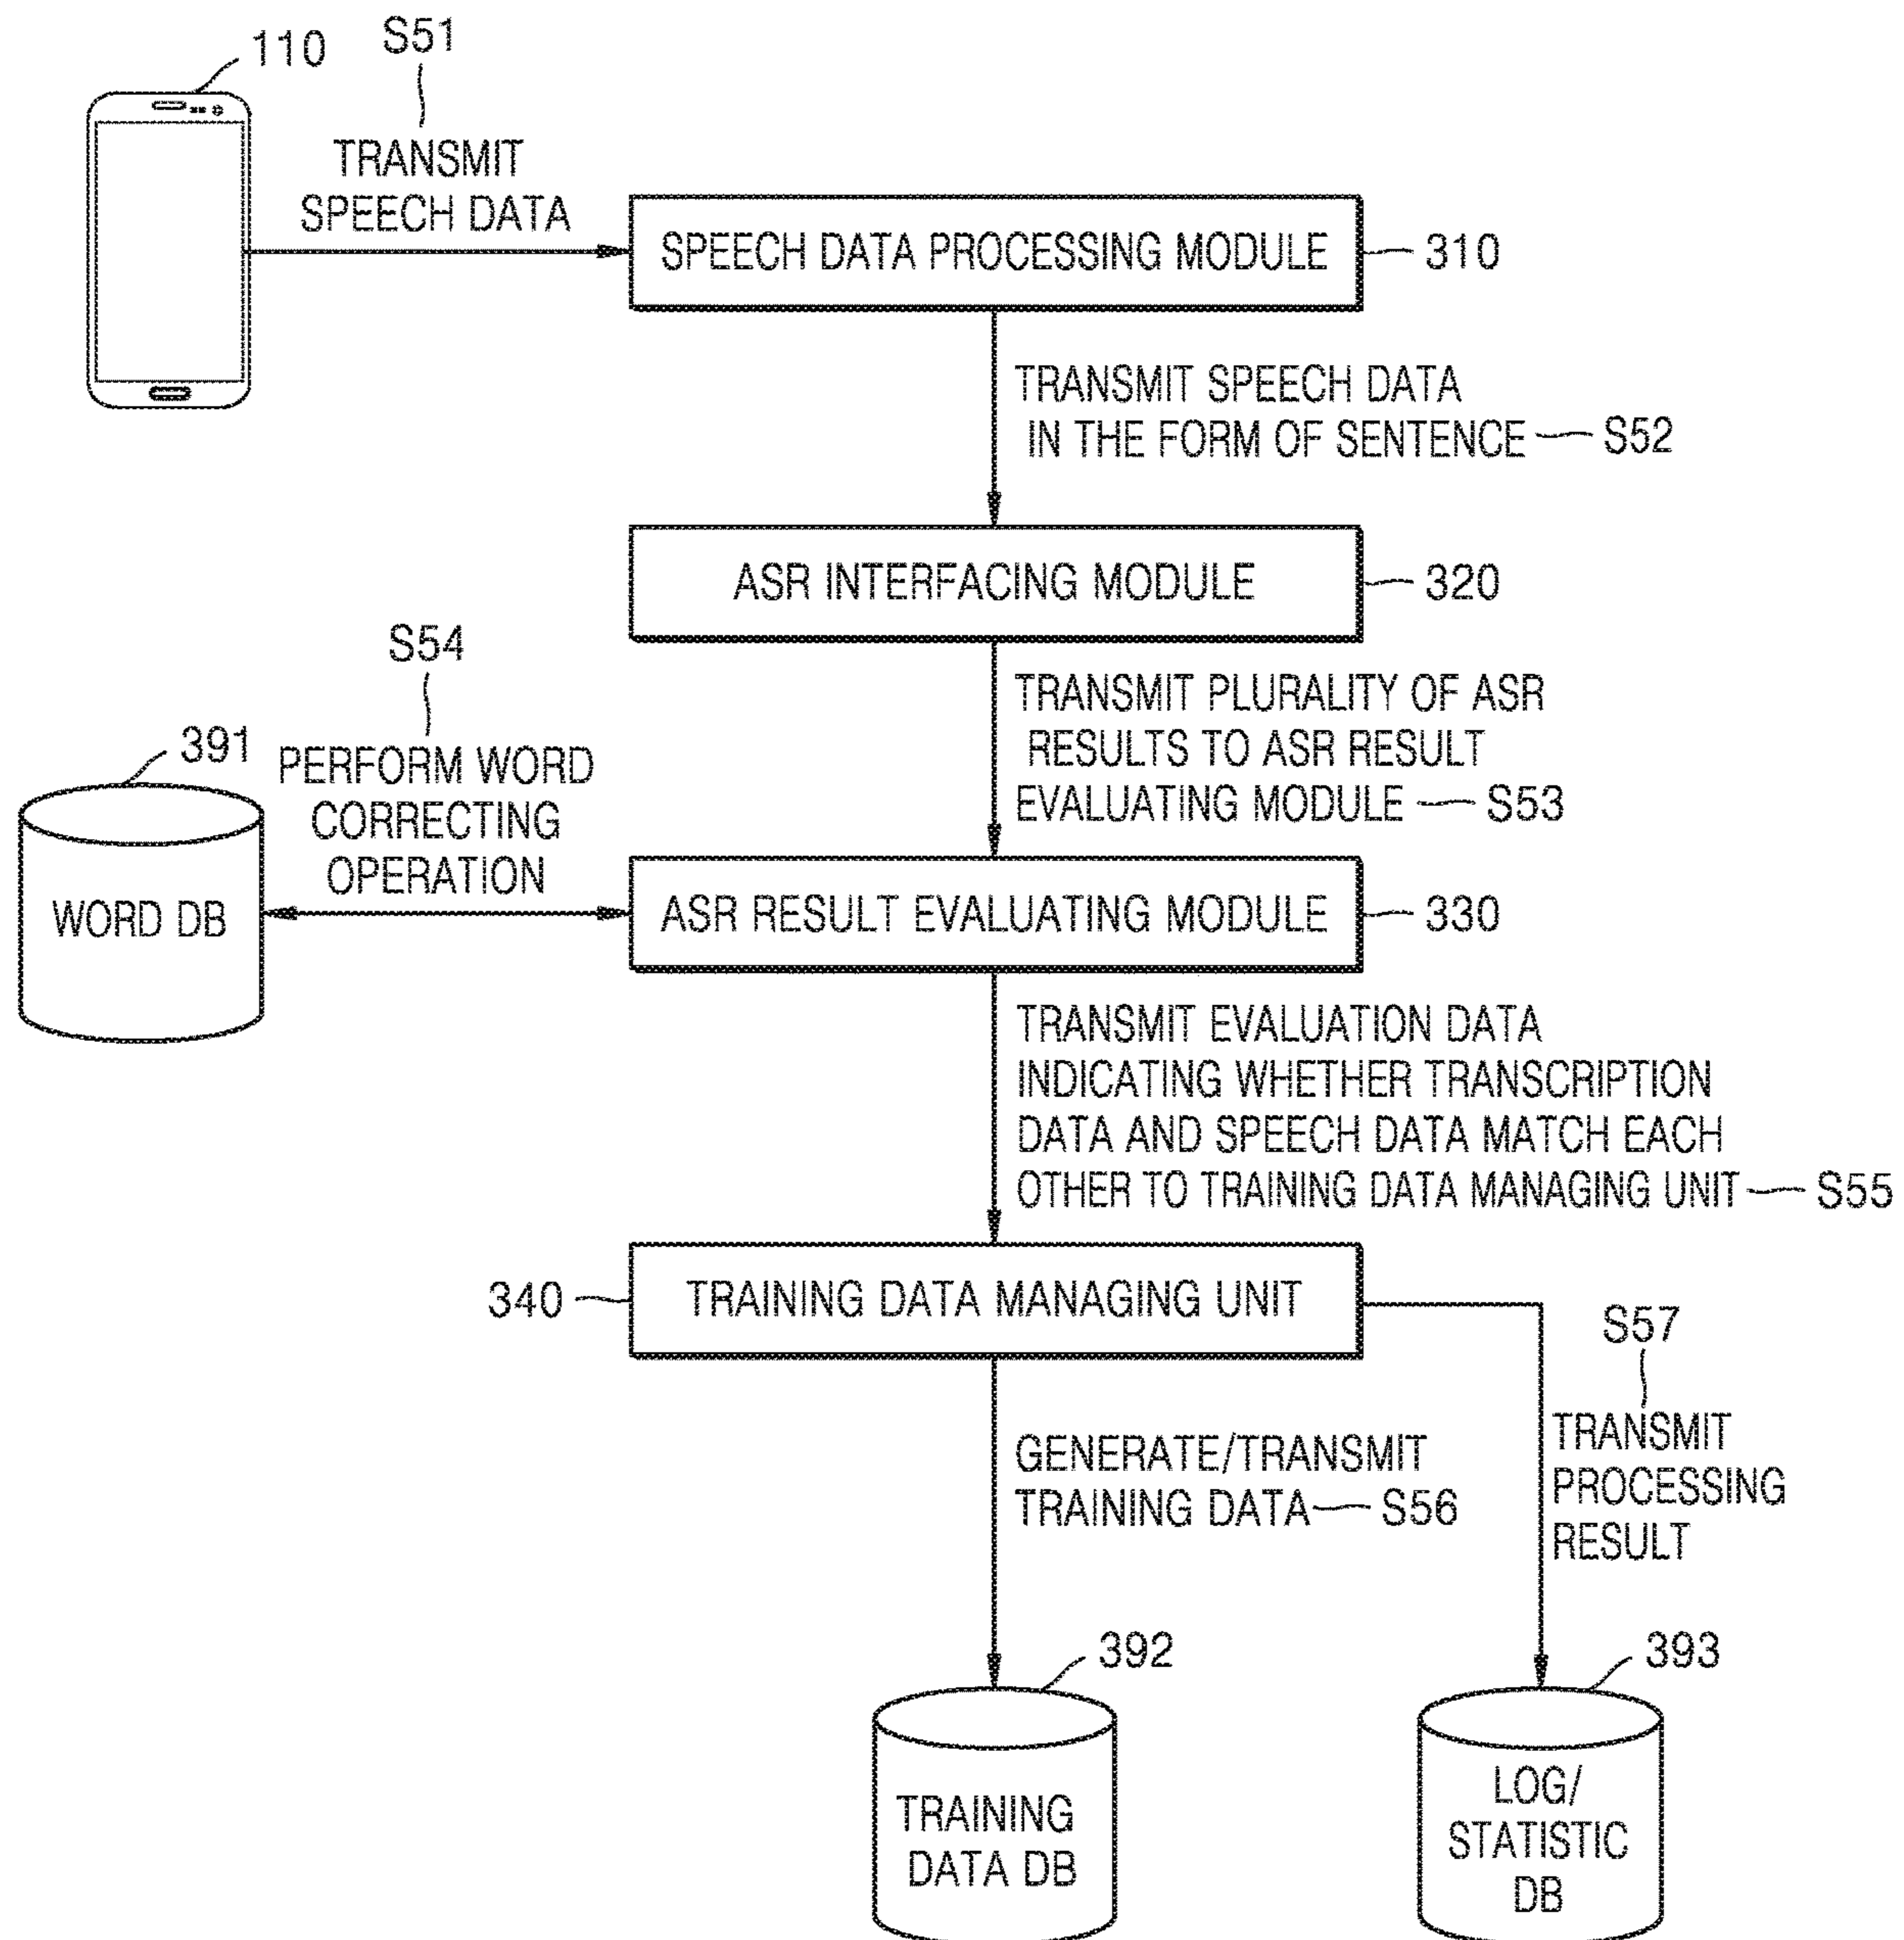 110
S51
TRANSMIT
SPEECH DATA
SPEECH DATA PROCESSING MODULE
310
TRANSMIT SPEECH DATA
IN THE FORM OF SENTENCE
S52
ASR INTERFACING MODULE
320
TRANSMIT PLURALITY OF ASR
RESULTS TO ASR RESULT
EVALUATING MODULE
S53
S54
PERFORM WORD
CORRECTING
OPERATION
391
WORD DB
ASR RESULT EVALUATING MODULE
330
TRANSMIT EVALUATION DATA
INDICATING WHETHER TRANSCRIPTION
DATA AND SPEECH DATA MATCH EACH
OTHER TO TRAINING DATA MANAGING UNIT
S55
340
TRAINING DATA MANAGING UNIT
GENERATE/TRANSMIT
TRAINING DATA
S56
S57
TRANSMIT
PROCESSING
RESULT
392
TRAINING
DATA DB
393
LOG/
STATISTIC
DB